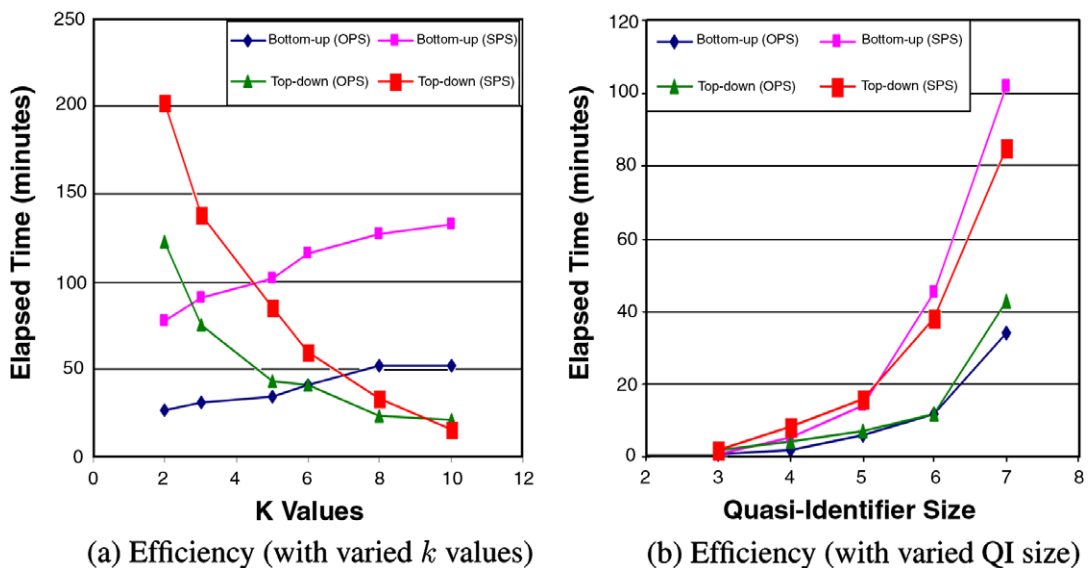 250
200
150
100
50
0
0 2 4 6 8 10 12
Elapsed Time (minutes)
K Values
Bottom-up (OPS) Bottom-up (SPS)
Top-down (OPS) Top-down (SPS)
(a) Efficiency (with varied k values)
120
100
80
60
40
20
0
2 3 4 5 6 7 8
Elapsed Time (minutes)
Quasi-Identifier Size
Bottom-up (OPS) Bottom-up (SPS)
Top-down (OPS) Top-down (SPS)
(b) Efficiency (with varied QI size)